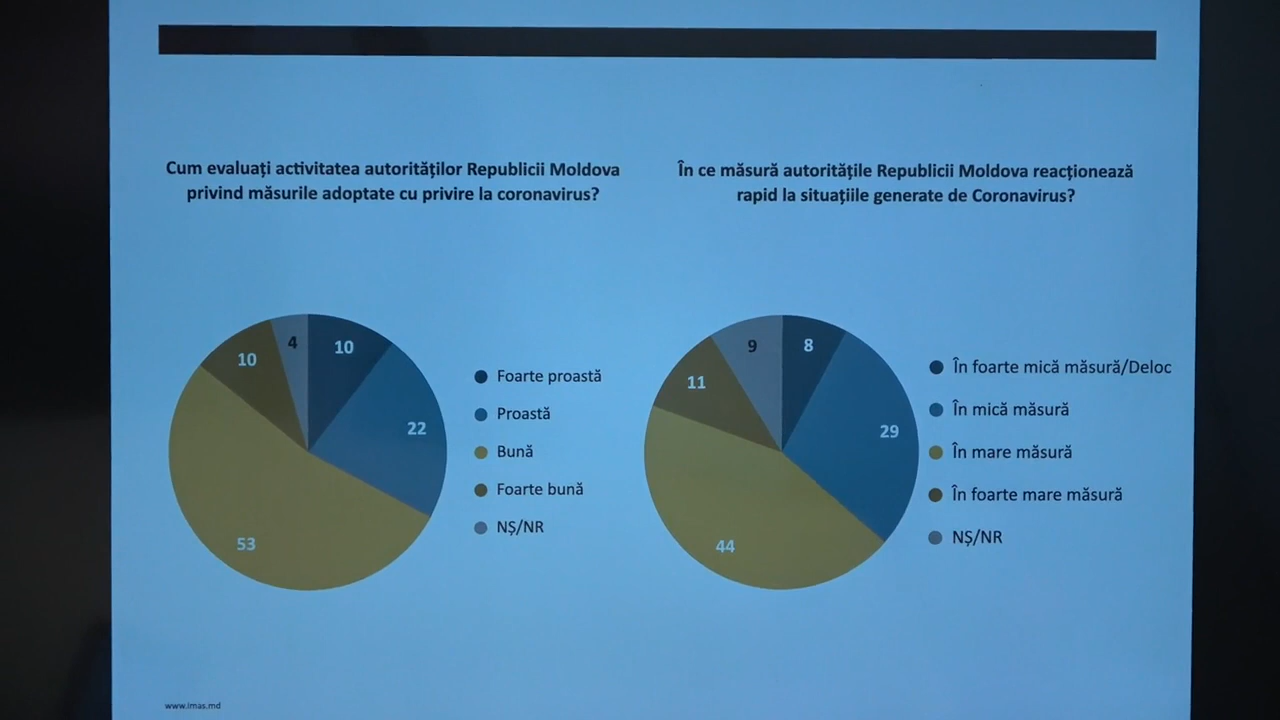 Cum evaluați activitatea autorităților Republicii Moldova
privind măsurile adoptate cu privire la coronavirus?
4
10
10
22
53
Foarte proastă
Proastă
Bună
Foarte bună
NȘ/NR
În ce măsură autoritățile Republicii Moldova reacționează
rapid la situațiile generate de Coronavirus?
9
8
11
29
44
În foarte mică măsură/Deloc
În mică măsură
În mare măsură
În foarte mare măsură
NȘ/NR
www.imas.md